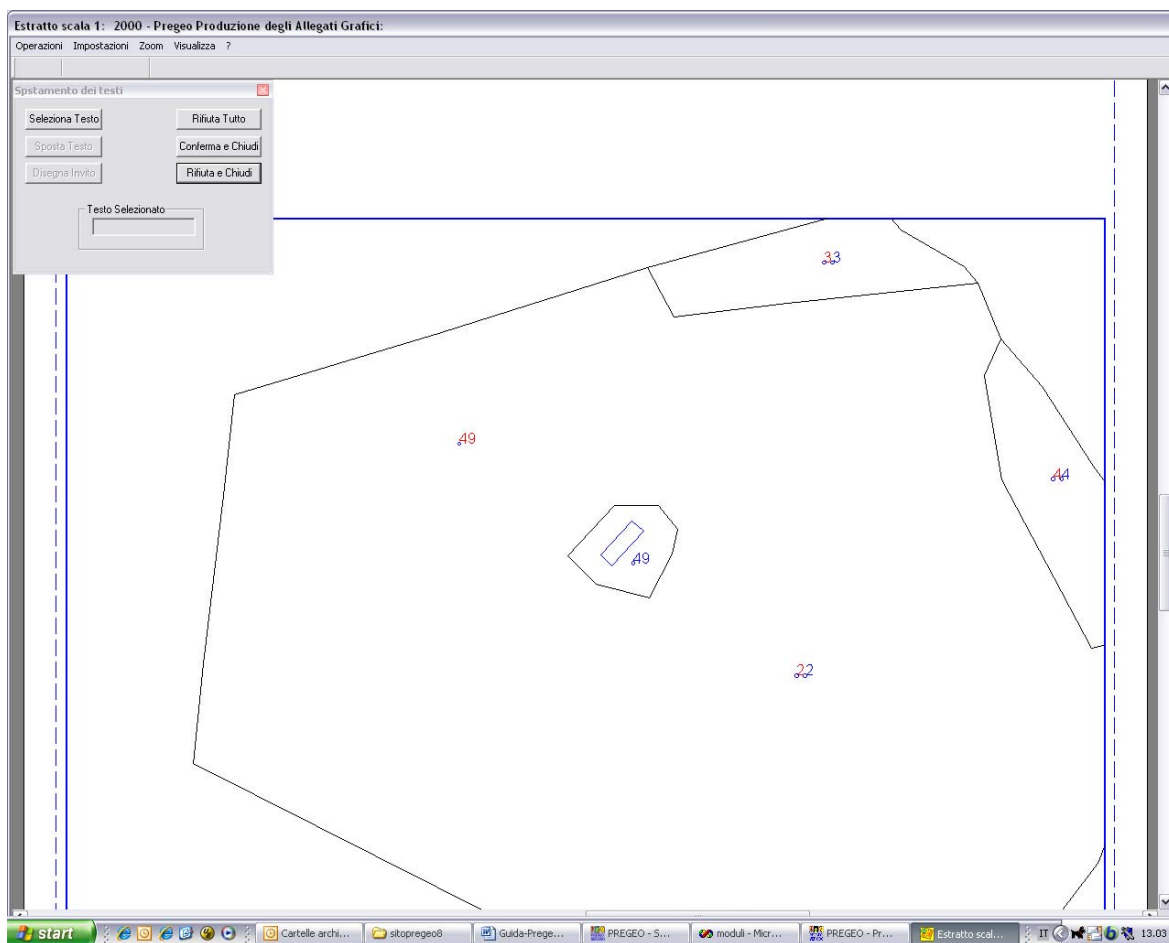 Estratto scala 1:  2000 - Pregeo Produzione degli Allegati Grafici:
Operazioni Impostazioni Zoom Visualizza ?
Spstamento dei testi
Seleziona Testo Rifiuta Tutto
Sposta Testo Conferma e Chiudi
Disegna Invito Rifiuta e Chiudi
Testo Selezionato
33
49
44
49
22
start Cartelle archi... sitopregeo8 Guida-Prege... PREGEO - S... moduli - Micr... PREGEO - Pr... Estratto scal... IT 13.03